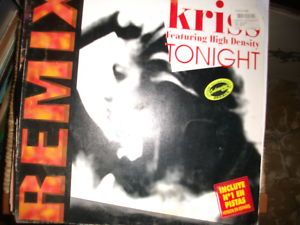 kriss
Featuring High Density
TONIGHT
REMIX
INCLUYE
Nº1 EN
PISTAS